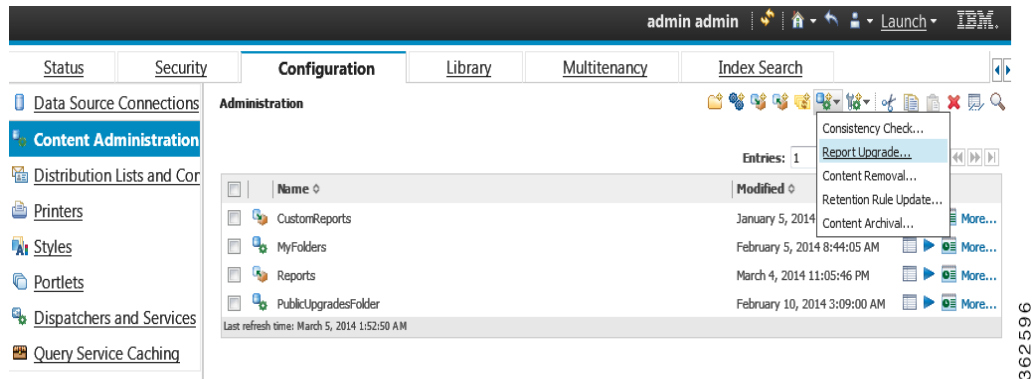 admin admin Launch IBM.
Status Security Configuration Library Multitenancy Index Search
Data Source Connections
Content Administration
Distribution Lists and Cor
Printers
Styles
Portlets
Dispatchers and Services
Query Service Caching
Administration
Consistency Check...
Report Upgrade...
Content Removal...
Retention Rule Update...
Content Archival...
Entries: 1
Name Modified
CustomReports January 5, 2014 More...
MyFolders February 5, 2014 8:44:05 AM More...
Reports March 4, 2014 11:05:46 PM More...
PublicUpgradesFolder February 10, 2014 3:09:00 AM More...
Last refresh time: March 5, 2014 1:52:50 AM
362596